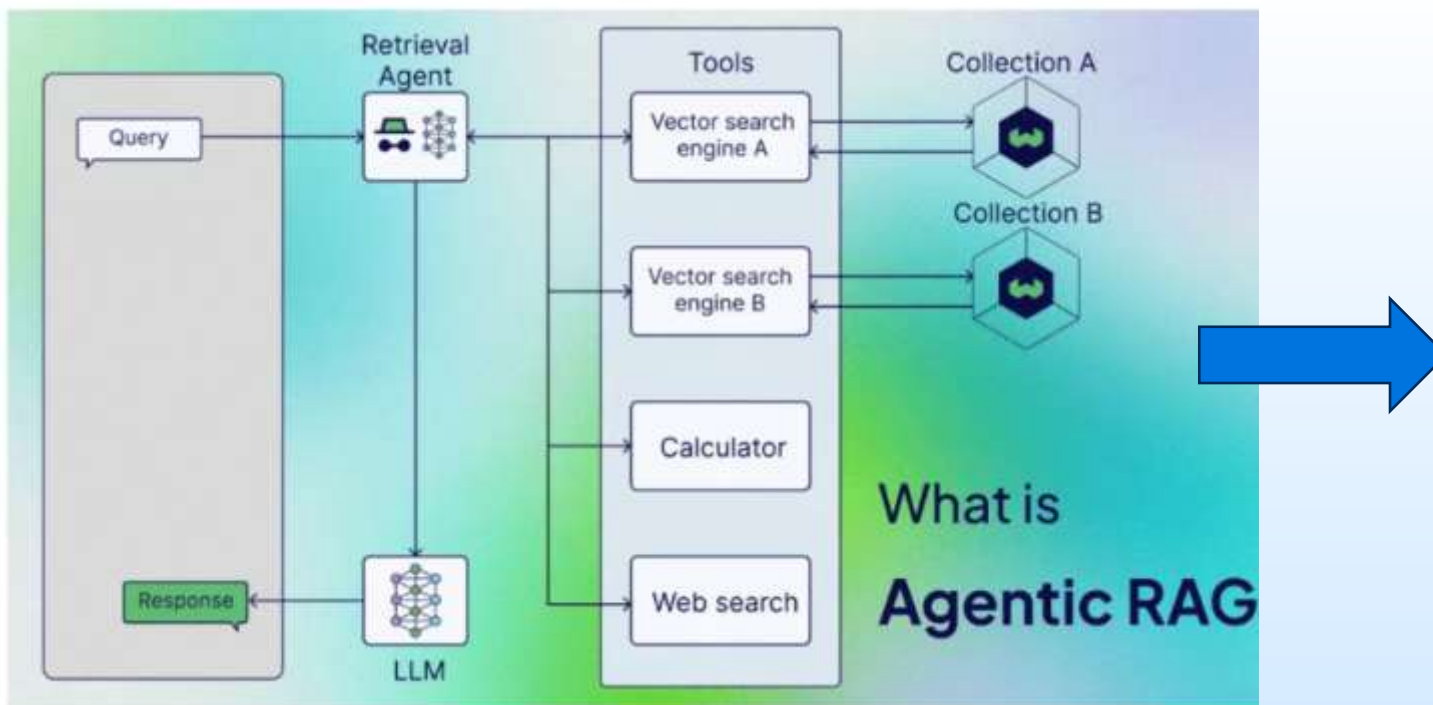 Retrieval
Agent
Tools
Collection A
Query
Vector search
engine A
Collection B
Vector search
engine B
Calculator
What is
Agentic RAG
Response
Web search
LLM